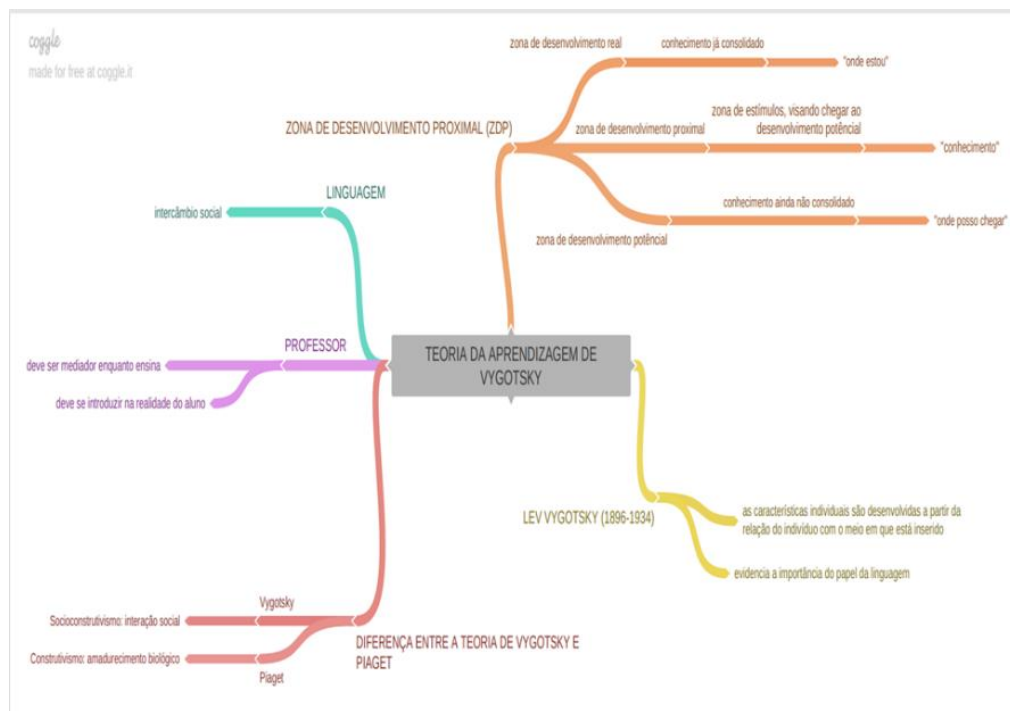 coggle
made for free at coggle.it
zona de desenvolvimento real
conhecimento já consolidado
"onde estou"
ZONA DE DESENVOLVIMENTO PROXIMAL (ZDP)
zona de desenvolvimento proximal
zona de estímulos, visando chegar ao
desenvolvimento potêncial
"conhecimento"
zona de desenvolvimento potêncial
conhecimento ainda não consolidado
"onde posso chegar"
LINGUAGEM
intercâmbio social
PROFESSOR
deve ser mediador enquanto ensina
deve se introduzir na realidade do aluno
TEORIA DA APRENDIZAGEM DE
VYGOTSKY
LEV VYGOTSKY (1896-1934)
as características individuais são desenvolvidas a partir da
relação do indivíduo com o meio em que está inserido
evidencia a importância do papel da linguagem
DIFERENÇA ENTRE A TEORIA DE VYGOTSKY E
PIAGET
Vygotsky
Socioconstrutivismo: interação social
Construtivismo: amadurecimento biológico
Piaget